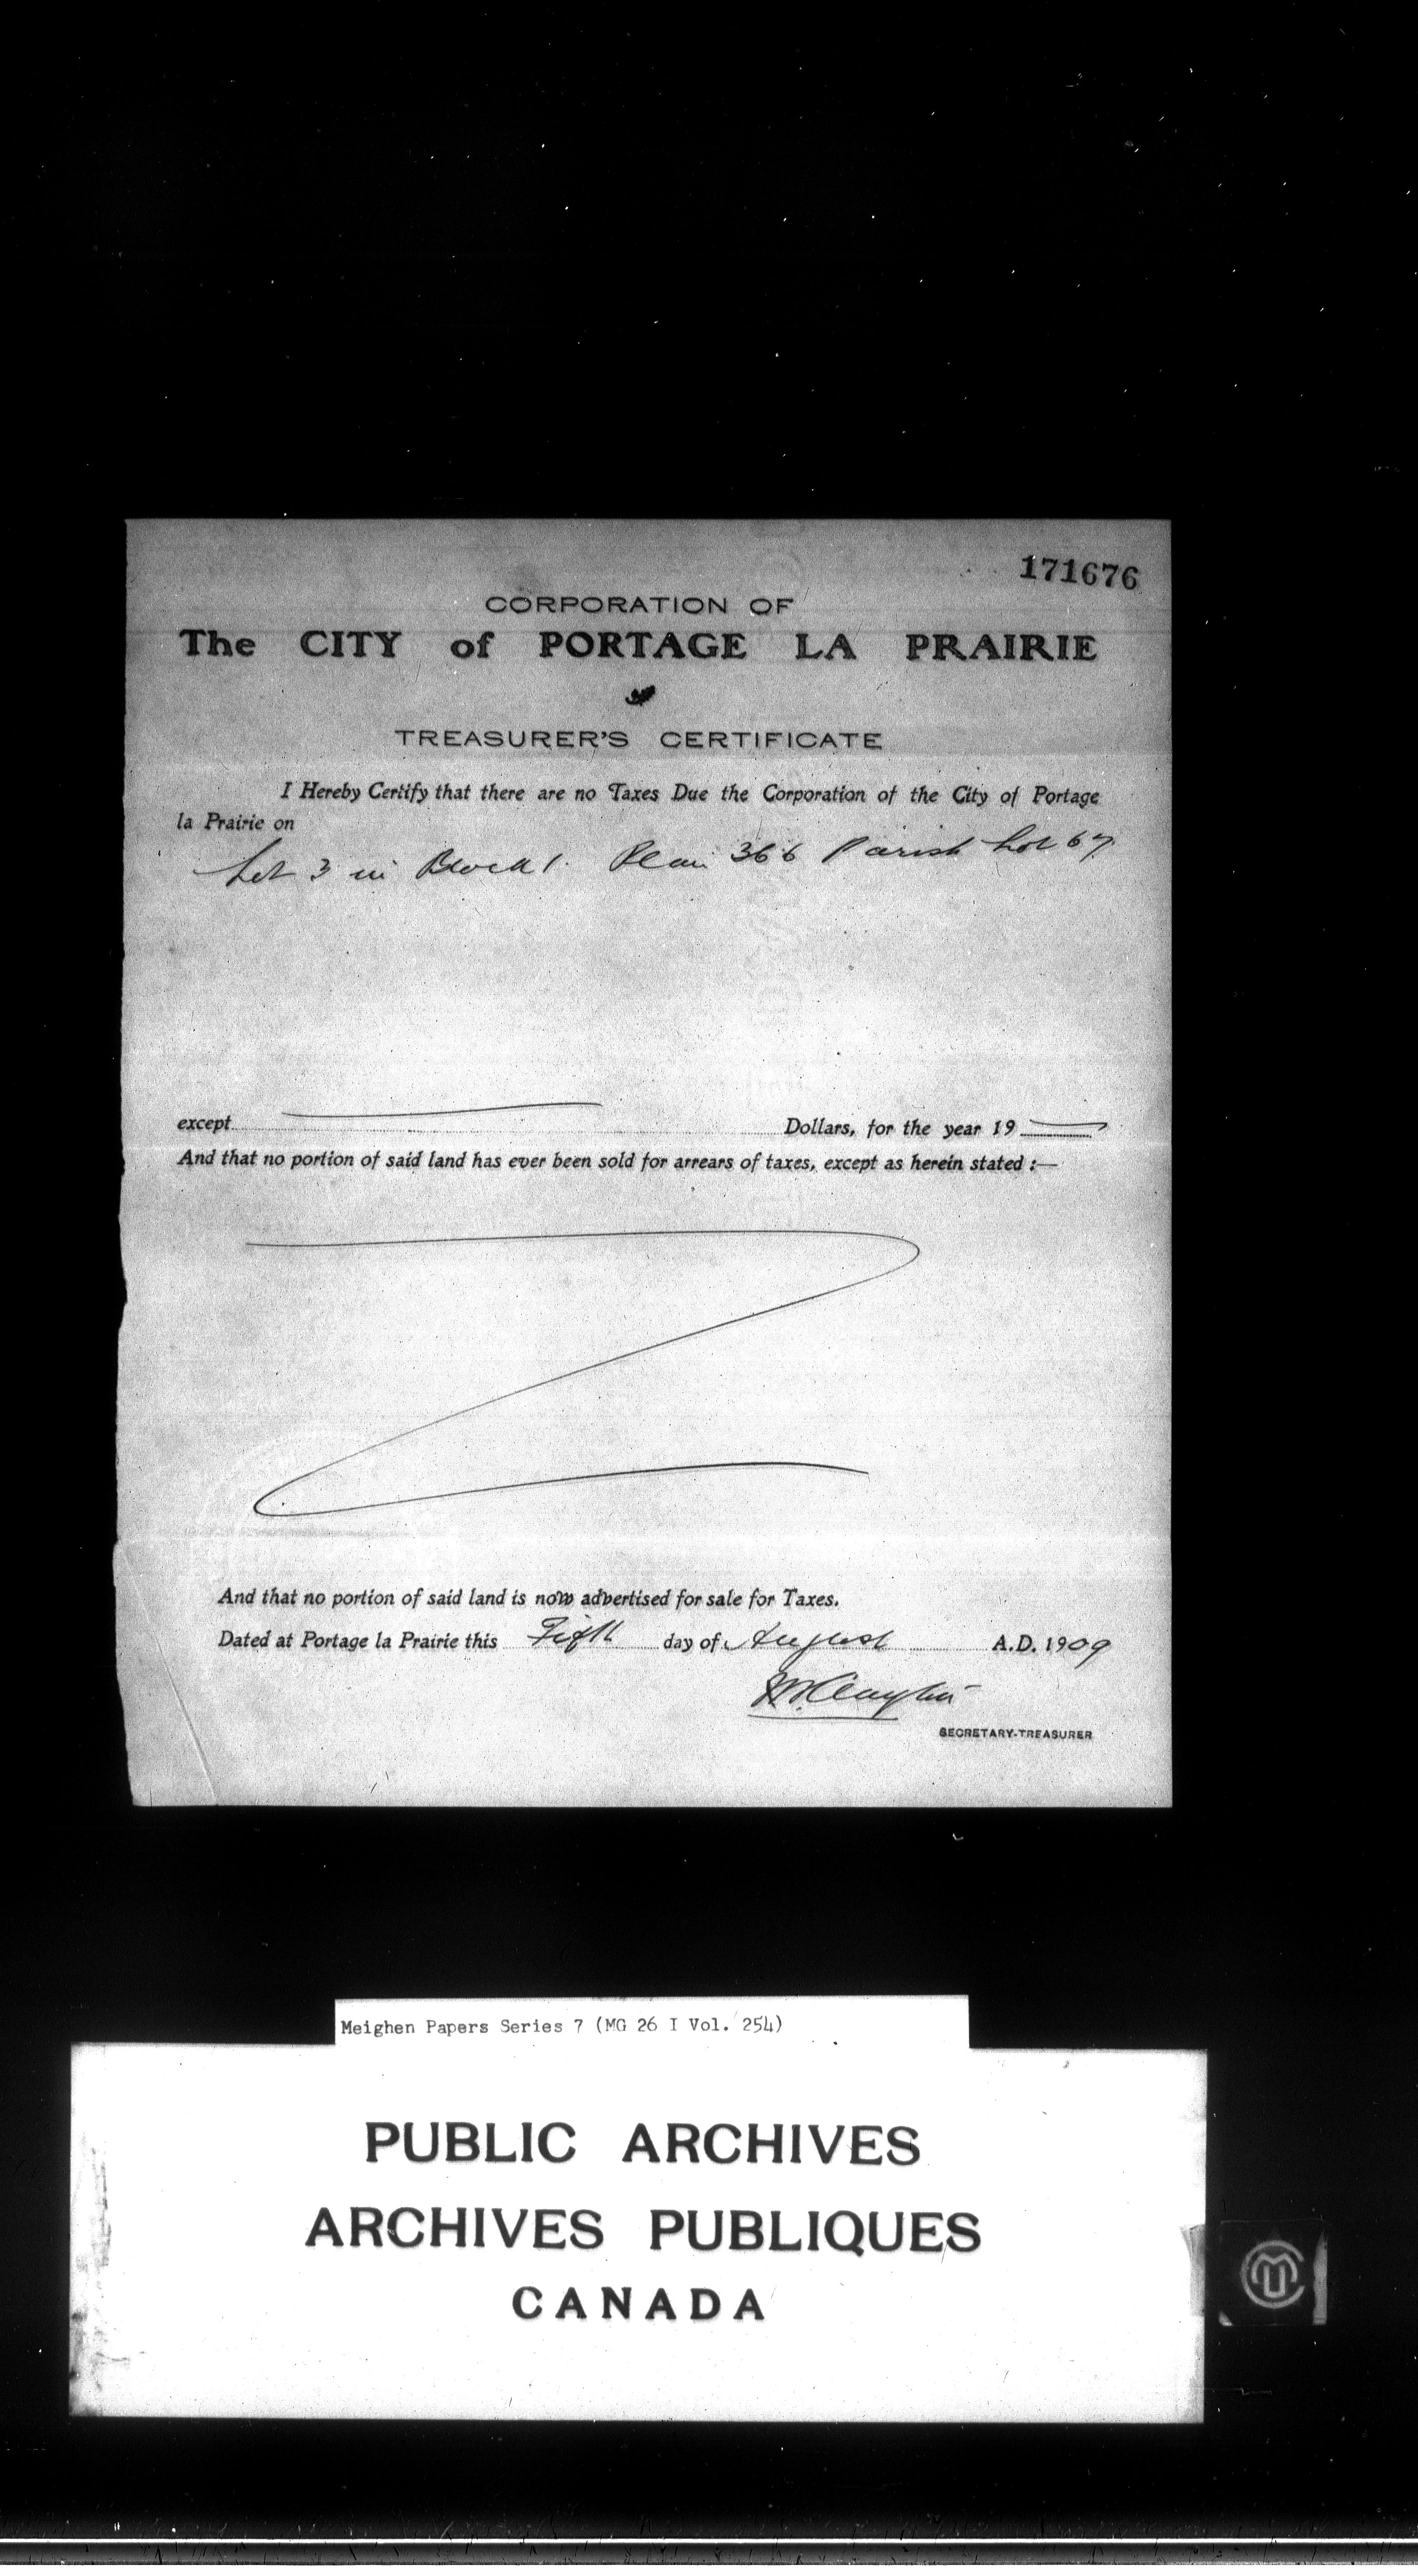 171676
CORPORATION OF
The CITY of PORTAGE LA PRAIRIE
TREASURER'S CERTIFICATE
I Hereby Certify that there are no Taxes Due the Corporation of the City of Portage
la Prairie on
Lot 3 in Block 1. Plan 366 Parish Lot 67.
except Dollars, for the year 19
And that no portion of said land has ever been sold for arrears of taxes, except as herein stated :—
And that no portion of said land is now advertised for sale for Taxes.
Dated at Portage la Prairie this Fifth day of August A.D. 1909
SECRETARY-TREASURER
Meighen Papers Series 7 (MG 26 I Vol. 254)
PUBLIC ARCHIVES
ARCHIVES PUBLIQUES
CANADA